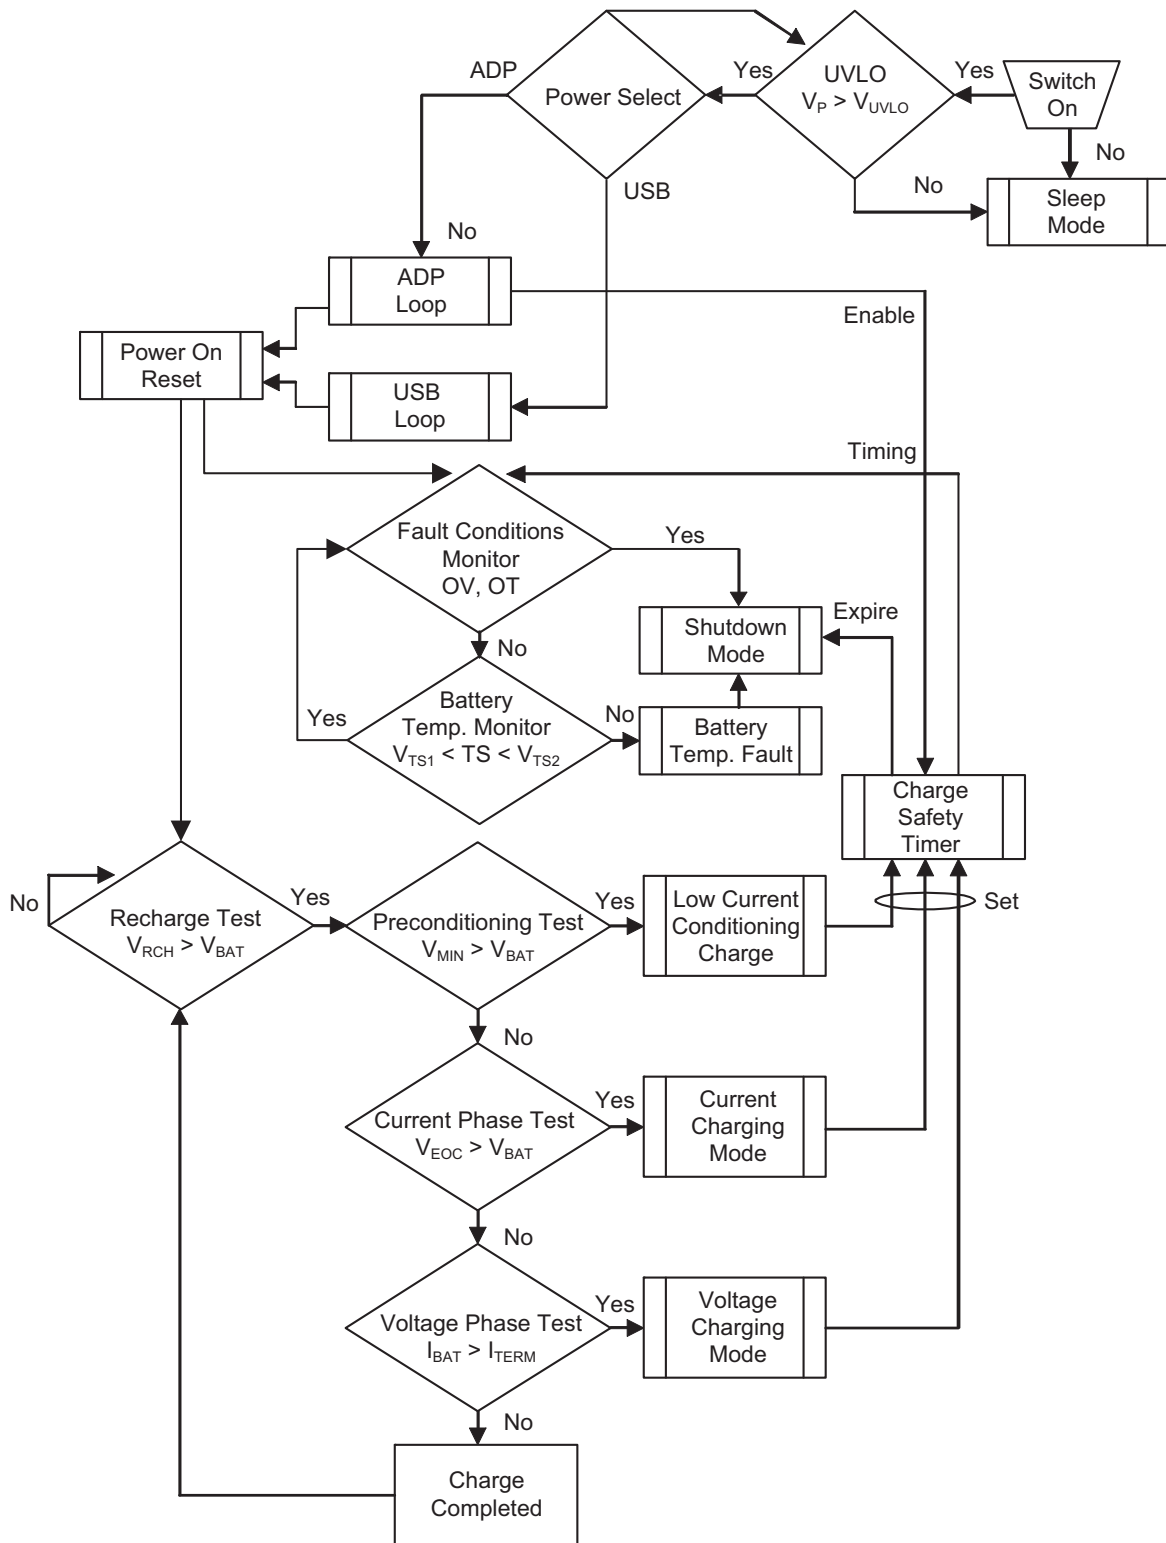 ADP
Power Select
Yes
UVLO
V_P > V_UVLO
Yes
Switch
On
No
USB
No
Sleep
Mode
No
ADP
Loop
Enable
Power On
Reset
USB
Loop
Timing
Fault Conditions
Monitor
OV, OT
Yes
Expire
Shutdown
Mode
No
Yes
Battery
Temp. Monitor
V_TS1 < TS < V_TS2
No
Battery
Temp. Fault
Charge
Safety
Timer
No
Recharge Test
V_RCH > V_BAT
Yes
Preconditioning Test
V_MIN > V_BAT
Yes
Low Current
Conditioning
Charge
Set
No
Current Phase Test
V_EOC > V_BAT
Yes
Current
Charging
Mode
No
Voltage Phase Test
I_BAT > I_TERM
Yes
Voltage
Charging
Mode
No
Charge
Completed